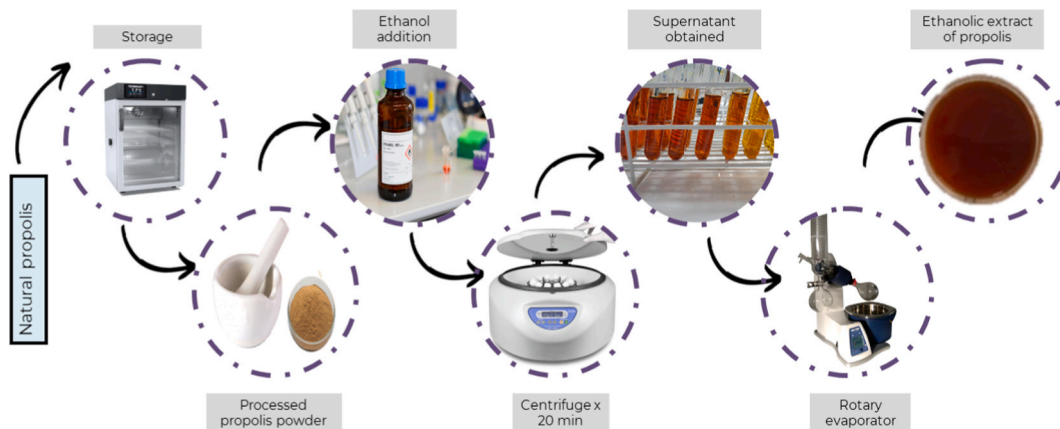 Natural propolis
Storage
Processed
propolis powder
Ethanol
addition
Centrifuge x
20 min
Supernatant
obtained
Rotary
evaporator
Ethanolic extract
of propolis